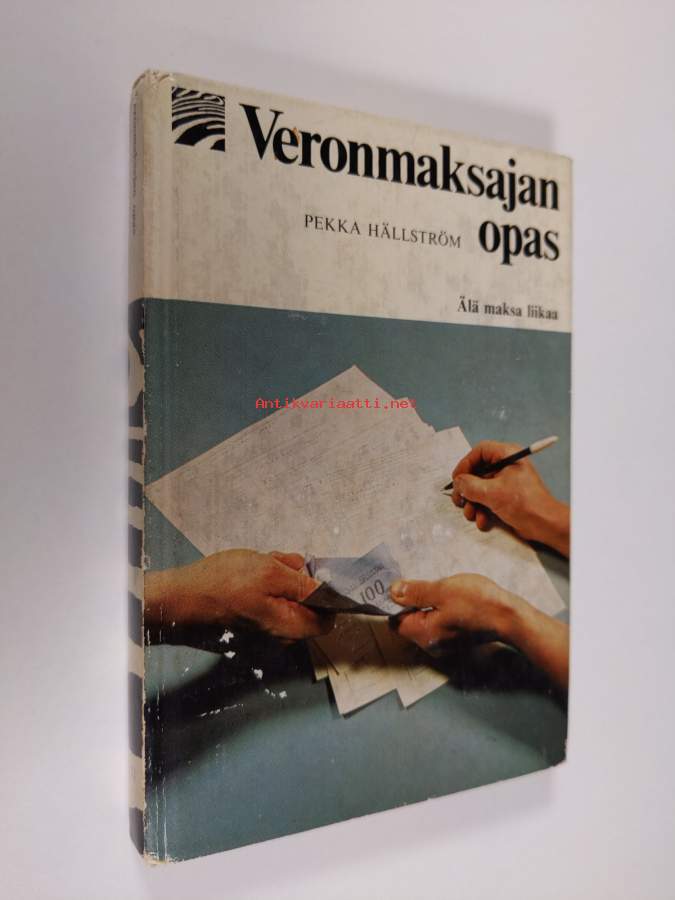 Veronmaksajan
opas
PEKKA HÄLLSTRÖM
Älä maksa liikaa
Antikvariaatti.net
100